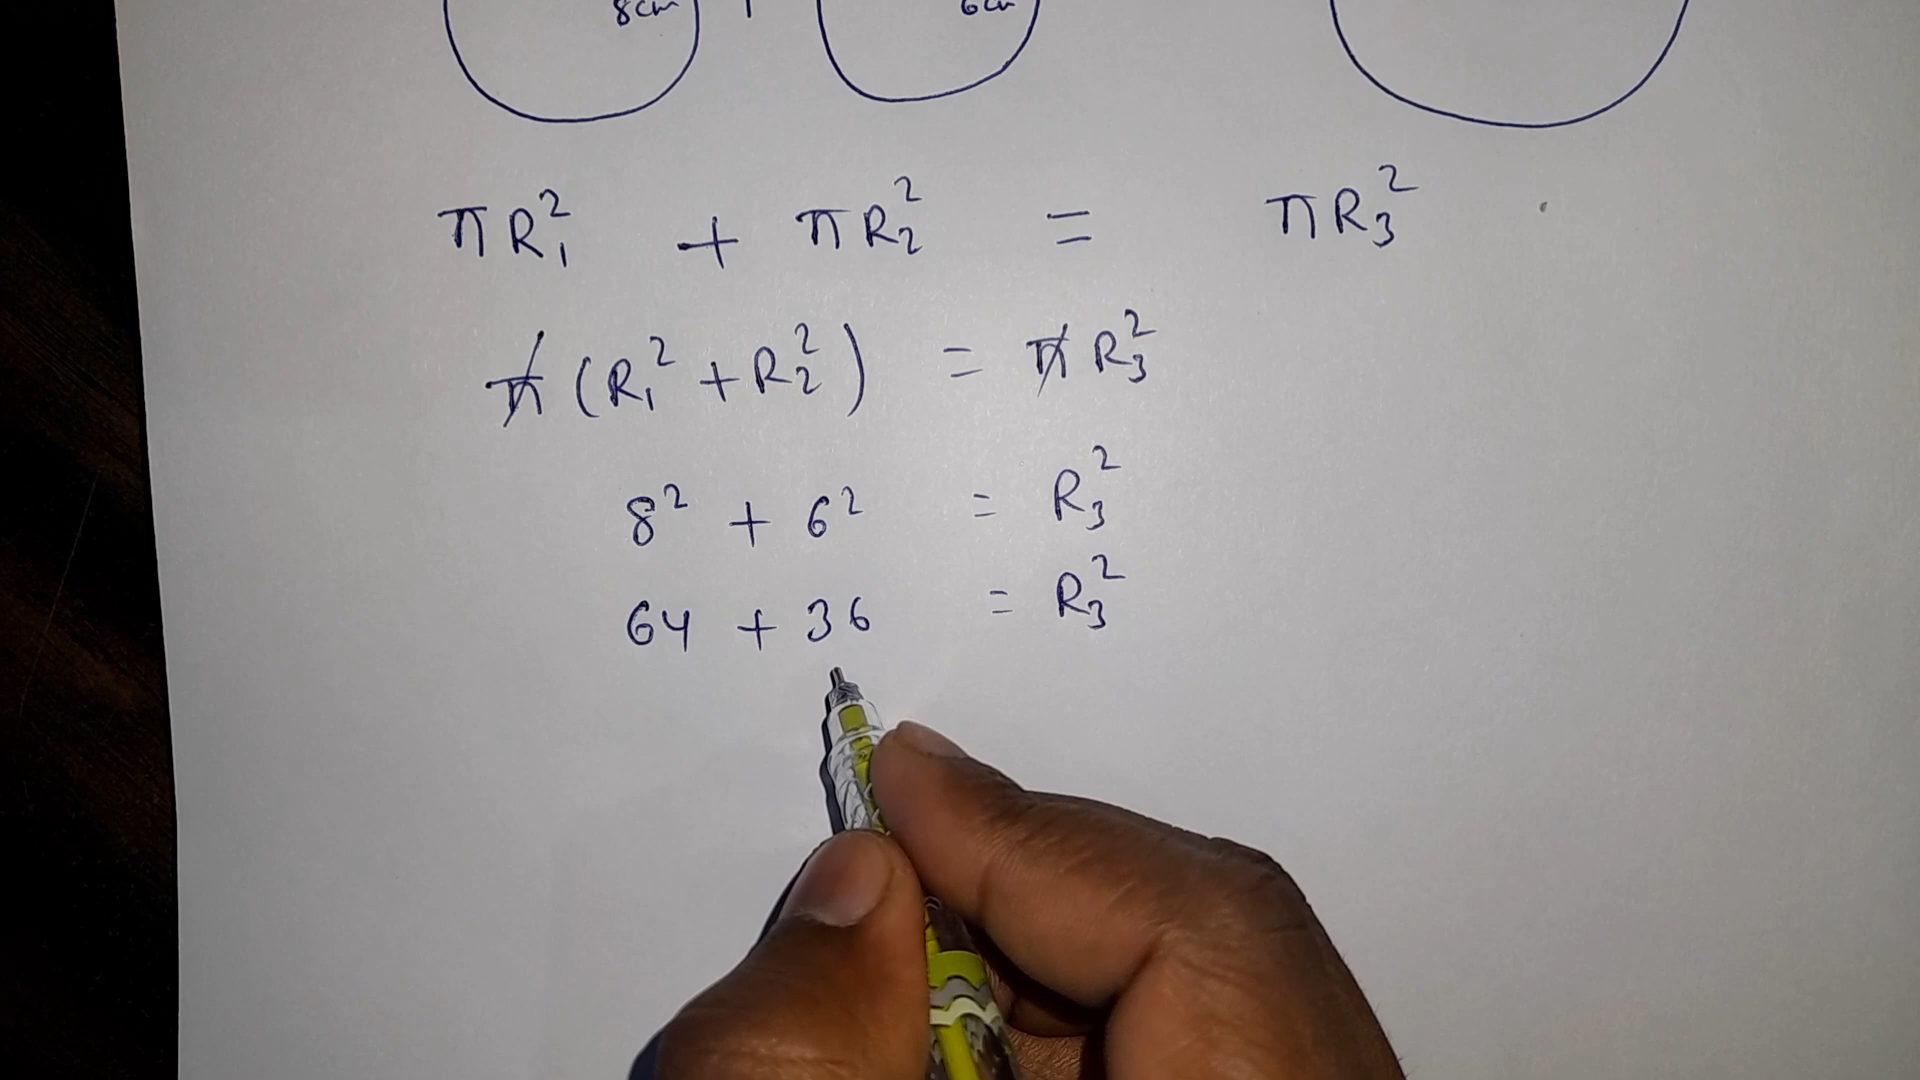 8cm 6cm
πR₁² + πR₂² = πR₃²
π(R₁² + R₂²) = πR₃²
8² + 6² = R₃²
64 + 36 = R₃²